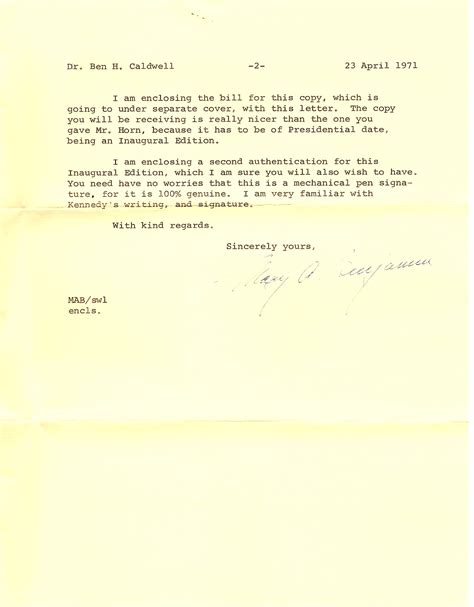 Dr. Ben H. Caldwell -2- 23 April 1971
I am enclosing the bill for this copy, which is
going to under separate cover, with this letter. The copy
you will be receiving is really nicer than the one you
gave Mr. Horn, because it has to be of Presidential date,
being an Inaugural Edition.
I am enclosing a second authentication for this
Inaugural Edition, which I am sure you will also wish to have.
You need have no worries that this is a mechanical pen signa-
ture, for it is 100% genuine. I am very familiar with
Kennedy's writing, and signature.
With kind regards.
Sincerely yours,
Mary A. Benjamin
MAB/swl
encls.